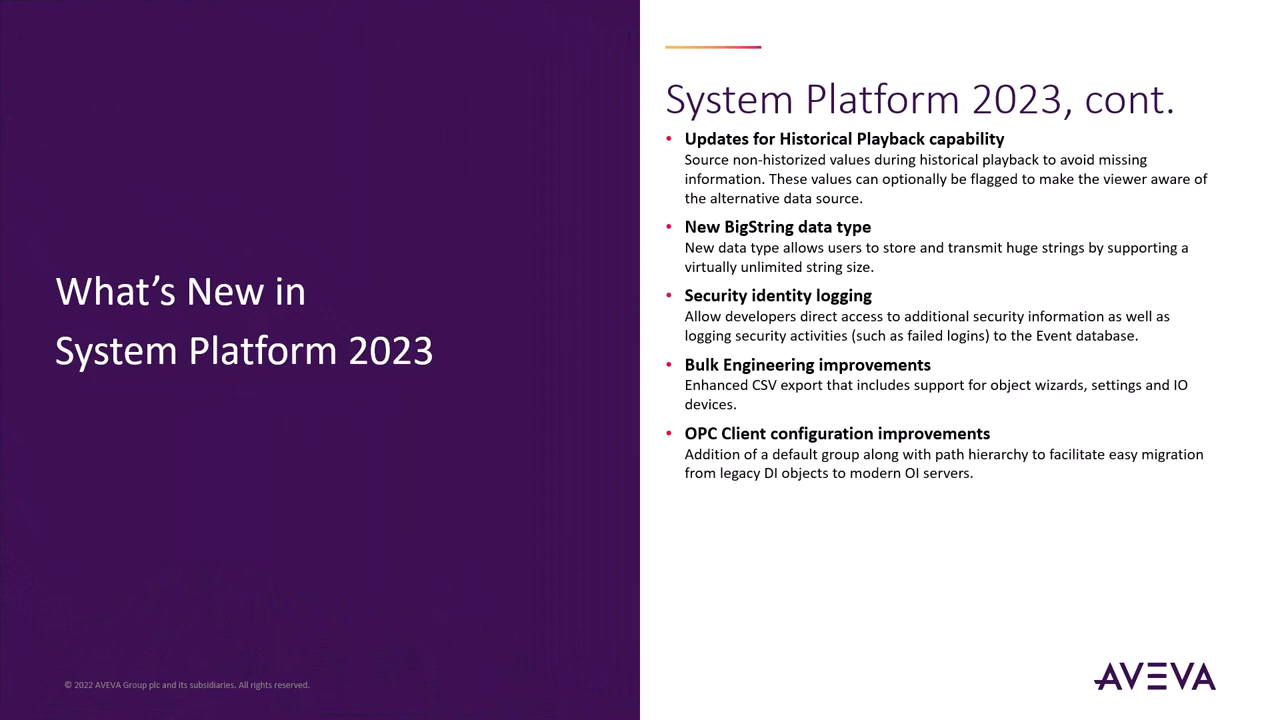 What's New in
System Platform 2023
© 2022 AVEVA Group plc and its subsidiaries. All rights reserved.
System Platform 2023, cont.
• Updates for Historical Playback capability
Source non-historized values during historical playback to avoid missing
information. These values can optionally be flagged to make the viewer aware of
the alternative data source.
• New BigString data type
New data type allows users to store and transmit huge strings by supporting a
virtually unlimited string size.
• Security identity logging
Allow developers direct access to additional security information as well as
logging security activities (such as failed logins) to the Event database.
• Bulk Engineering improvements
Enhanced CSV export that includes support for object wizards, settings and IO
devices.
• OPC Client configuration improvements
Addition of a default group along with path hierarchy to facilitate easy migration
from legacy DI objects to modern OI servers.
AVEVA